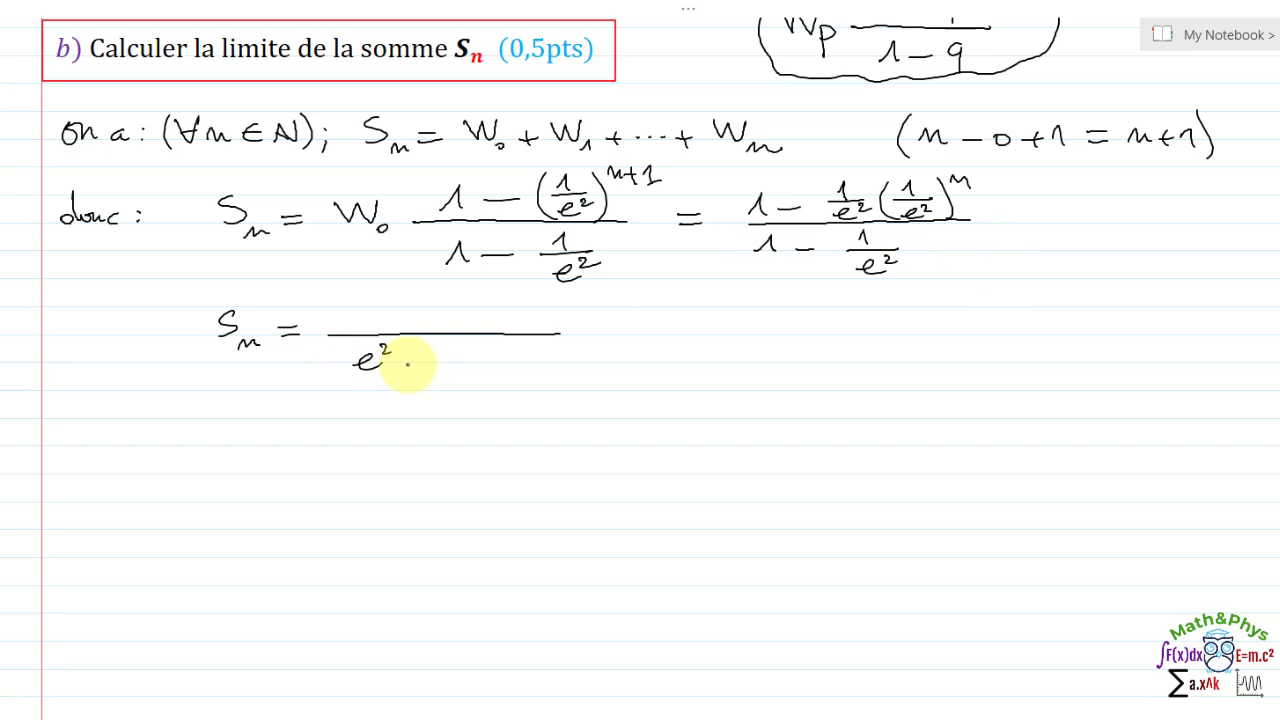 ...
My Notebook >
b) Calculer la limite de la somme Sₙ (0,5pts)
Wp
1 - q
on a : (∀n ∈ ℕ) ; Sₙ = W₀ + W₁ + ... + Wₙ (n - 0 + 1 = n + 1)
donc : Sₙ = W₀ (1 - (1/e²)ⁿ⁺¹)/(1 - 1/e²) = (1 - 1/e² (1/e²)ⁿ)/(1 - 1/e²)
Sₙ = ──── e²
Math&Phys
∫F(x)dx E=m.c²
∑a.x^k